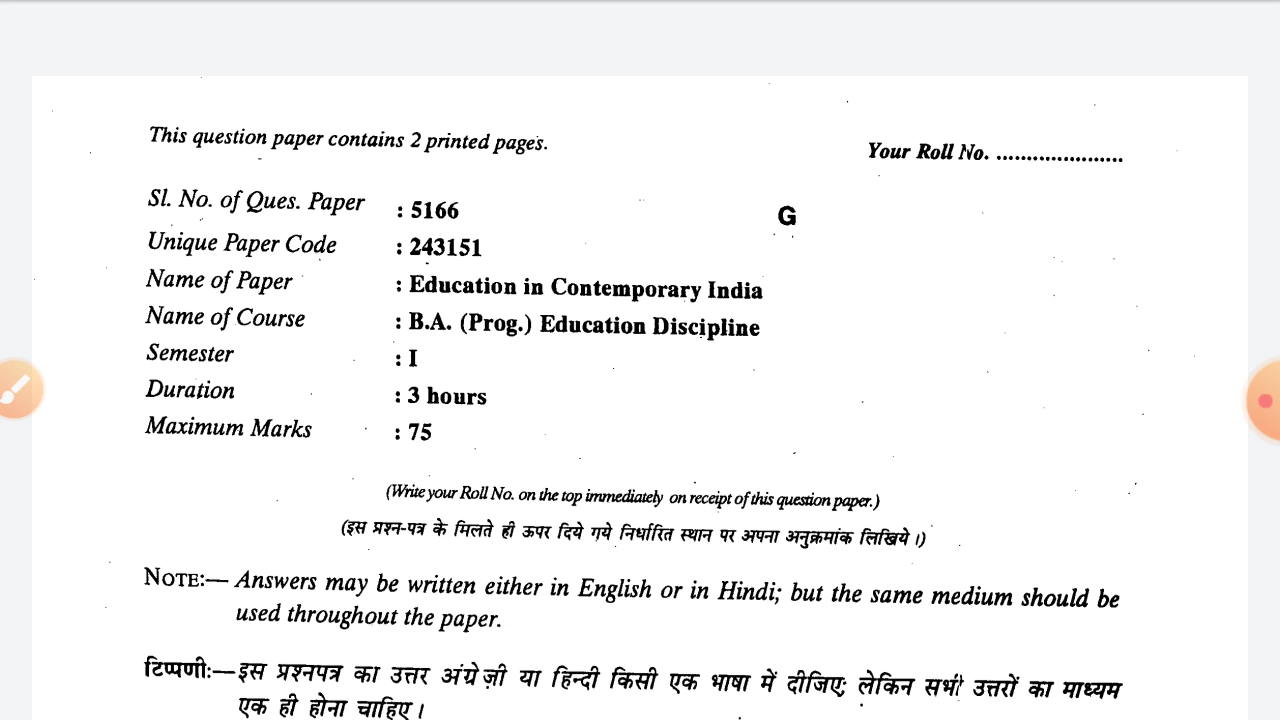 This question paper contains 2 printed pages.
Your Roll No. .....................
Sl. No. of Ques. Paper : 5166 G
Unique Paper Code : 243151
Name of Paper : Education in Contemporary India
Name of Course : B.A. (Prog.) Education Discipline
Semester : I
Duration : 3 hours
Maximum Marks : 75
(Write your Roll No. on the top immediately on receipt of this question paper.)
(इस प्रश्न-पत्र के मिलते ही ऊपर दिये गये निर्धारित स्थान पर अपना अनुक्रमांक लिखिये।)
NOTE:— Answers may be written either in English or in Hindi; but the same medium should be
used throughout the paper.
टिप्पणी:— इस प्रश्नपत्र का उत्तर अंग्रेज़ी या हिन्दी किसी एक भाषा में दीजिए; लेकिन सभी उत्तरों का माध्यम
एक ही होना चाहिए।